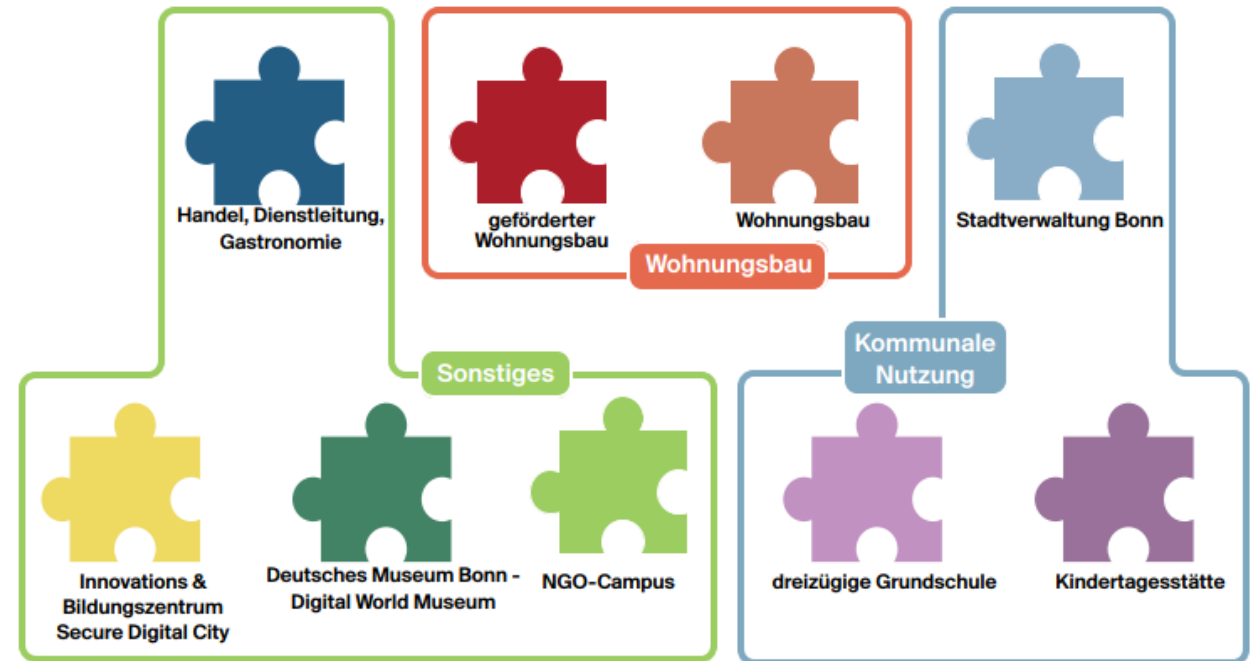 Handel, Dienstleitung,
Gastronomie
geförderter
Wohnungsbau
Wohnungsbau
Wohnungsbau
Stadtverwaltung Bonn
Sonstiges
Kommunale
Nutzung
Innovations &
Bildungszentrum
Secure Digital City
Deutsches Museum Bonn -
Digital World Museum
NGO-Campus
dreizügige Grundschule
Kindertagesstätte